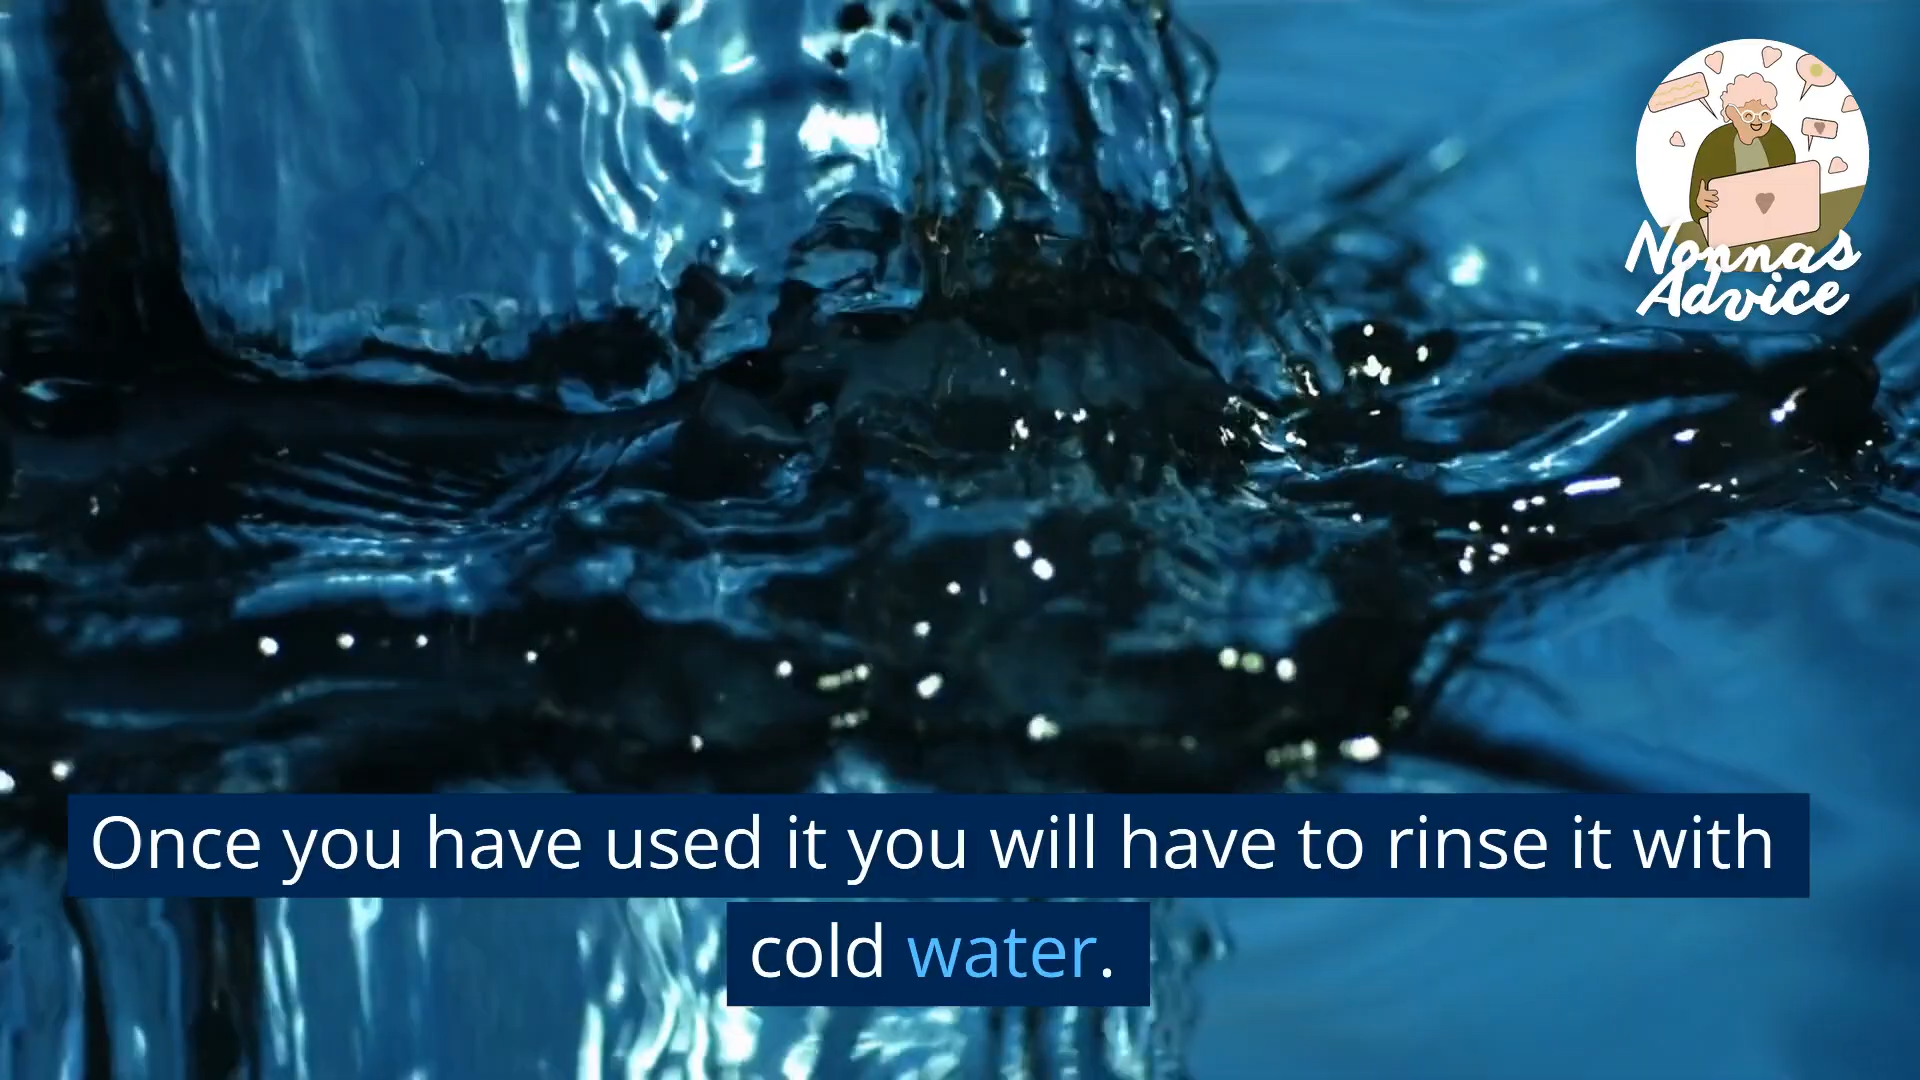 Nonnas
Advice
Once you have used it you will have to rinse it with
cold water.